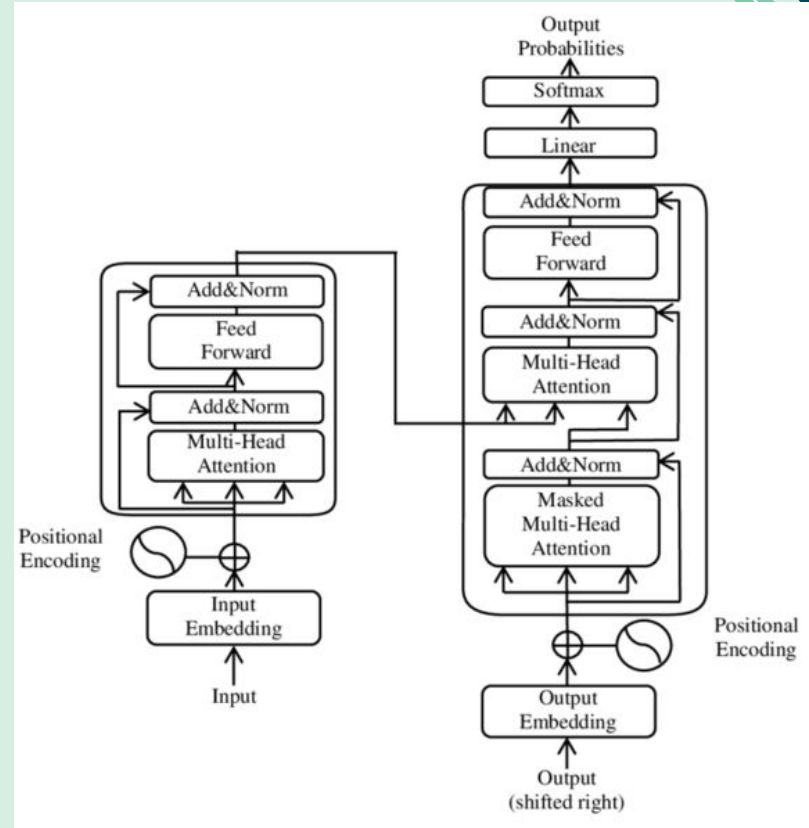 Output
Probabilities
Softmax
Linear
Add&Norm
Feed
Forward
Add&Norm
Multi-Head
Attention
Add&Norm
Masked
Multi-Head
Attention
Positional
Encoding
Output
Embedding
Output
(shifted right)
Add&Norm
Feed
Forward
Add&Norm
Multi-Head
Attention
Positional
Encoding
Input
Embedding
Input